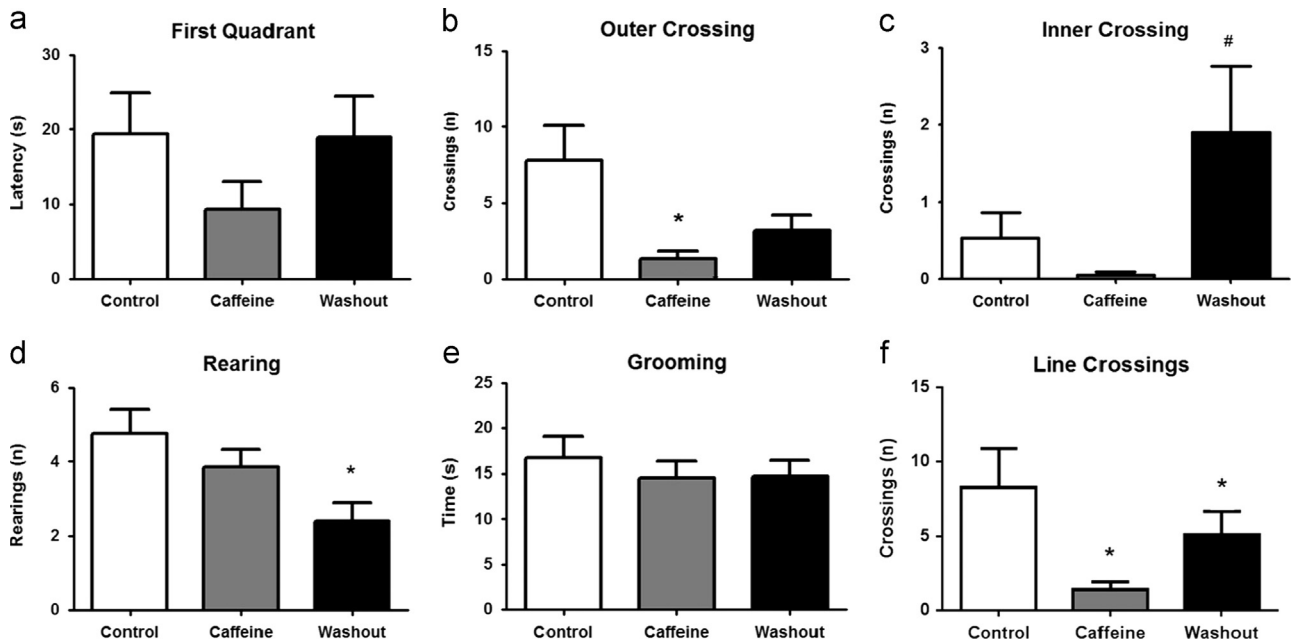 a
First Quadrant
Latency (s)
30
20
10
0
Control Caffeine Washout
b
Outer Crossing
Crossings (n)
15
10
5
0
*
Control Caffeine Washout
c
Inner Crossing
Crossings (n)
3
2
1
0
#
Control Caffeine Washout
d
Rearing
Rearings (n)
6
4
2
0
*
Control Caffeine Washout
e
Grooming
Time (s)
25
20
15
10
5
0
Control Caffeine Washout
f
Line Crossings
Crossings (n)
15
10
5
0
*
*
Control Caffeine Washout